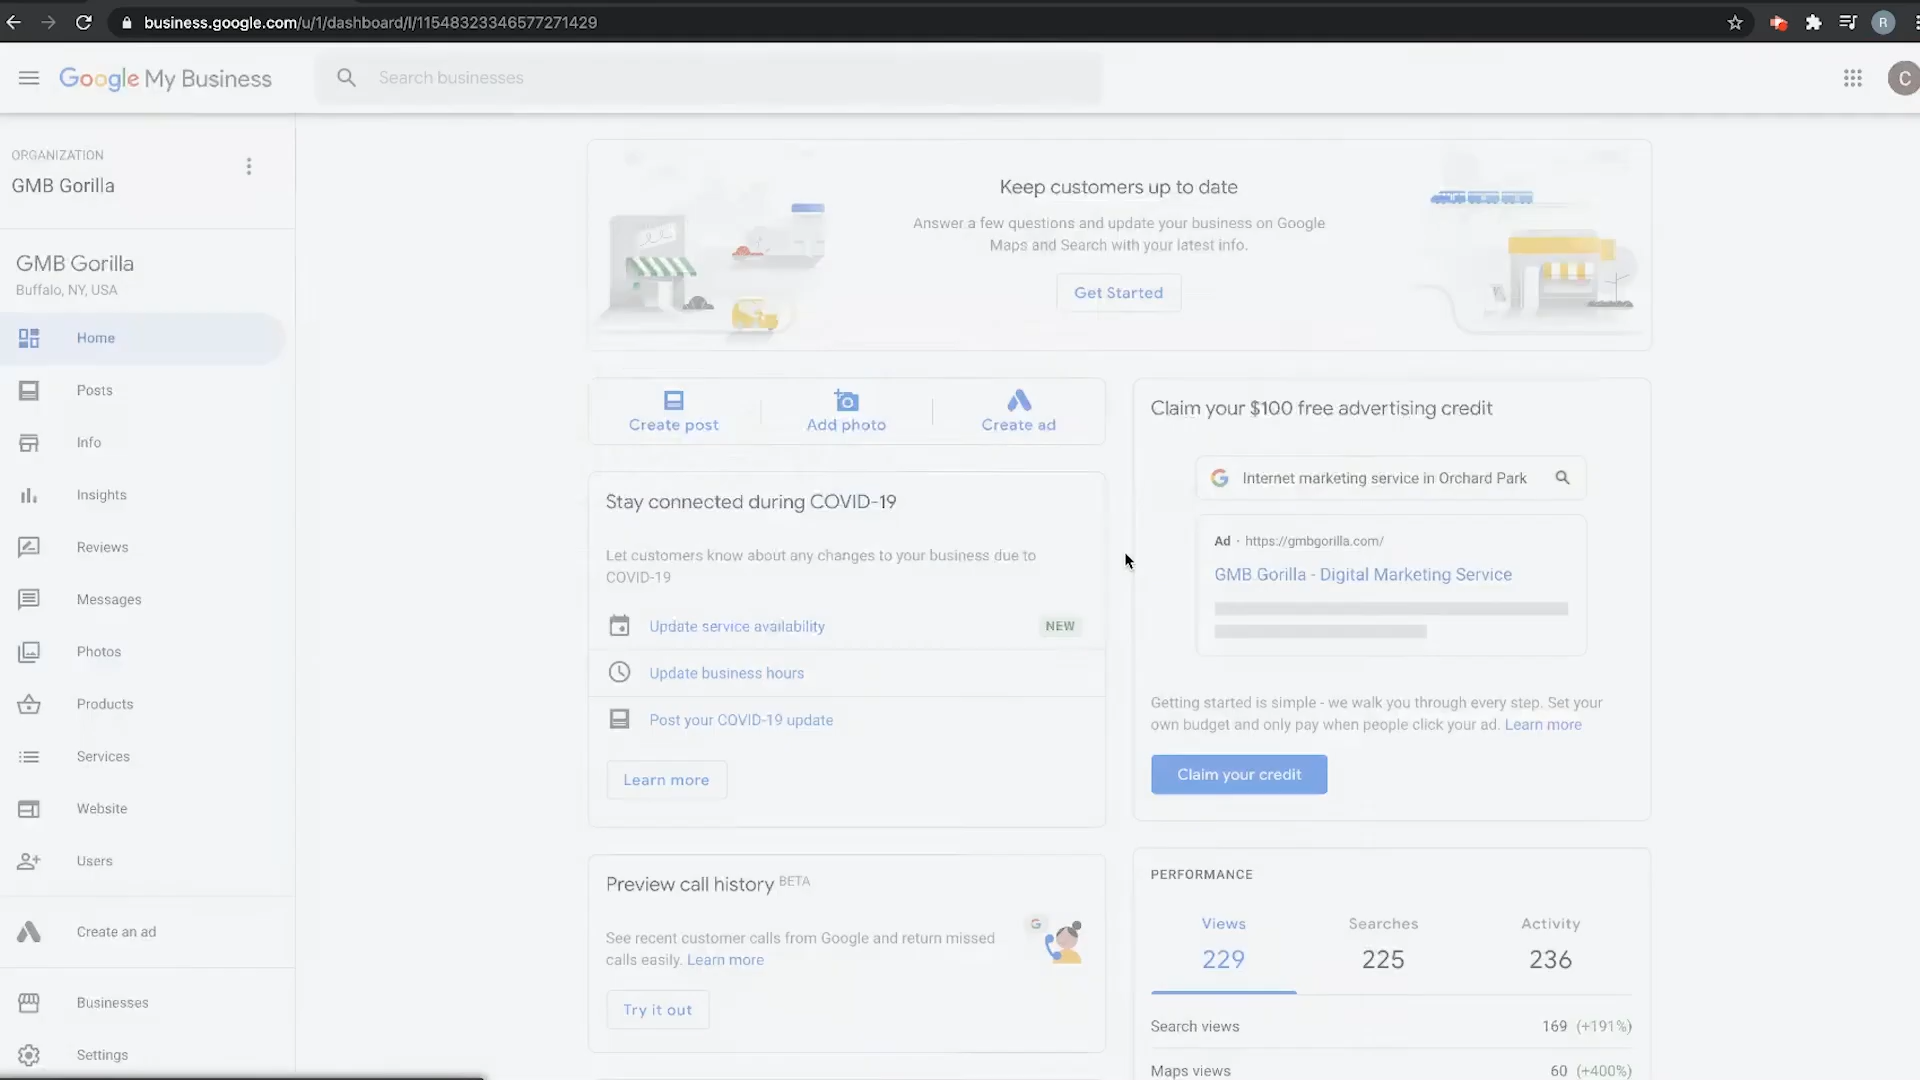 business.google.com/u/1/dashboard/l/11548323346577271429
R
Google My Business
Search businesses
C
ORGANIZATION
GMB Gorilla
GMB Gorilla
Buffalo, NY, USA
Home
Posts
Info
Insights
Reviews
Messages
Photos
Products
Services
Website
Users
Create an ad
Businesses
Settings
Keep customers up to date
Answer a few questions and update your business on Google
Maps and Search with your latest info.
Get Started
Create post
Add photo
Create ad
Stay connected during COVID-19
Let customers know about any changes to your business due to
COVID-19
Update service availability
NEW
Update business hours
Post your COVID-19 update
Learn more
Preview call history BETA
See recent customer calls from Google and return missed
calls easily. Learn more
G
Try it out
Claim your $100 free advertising credit
Internet marketing service in Orchard Park
Ad · https://gmbgorilla.com/
GMB Gorilla - Digital Marketing Service
Getting started is simple - we walk you through every step. Set your
own budget and only pay when people click your ad. Learn more
Claim your credit
PERFORMANCE
Views Searches Activity
229 225 236
Search views 169 (+191%)
Maps views 60 (+400%)